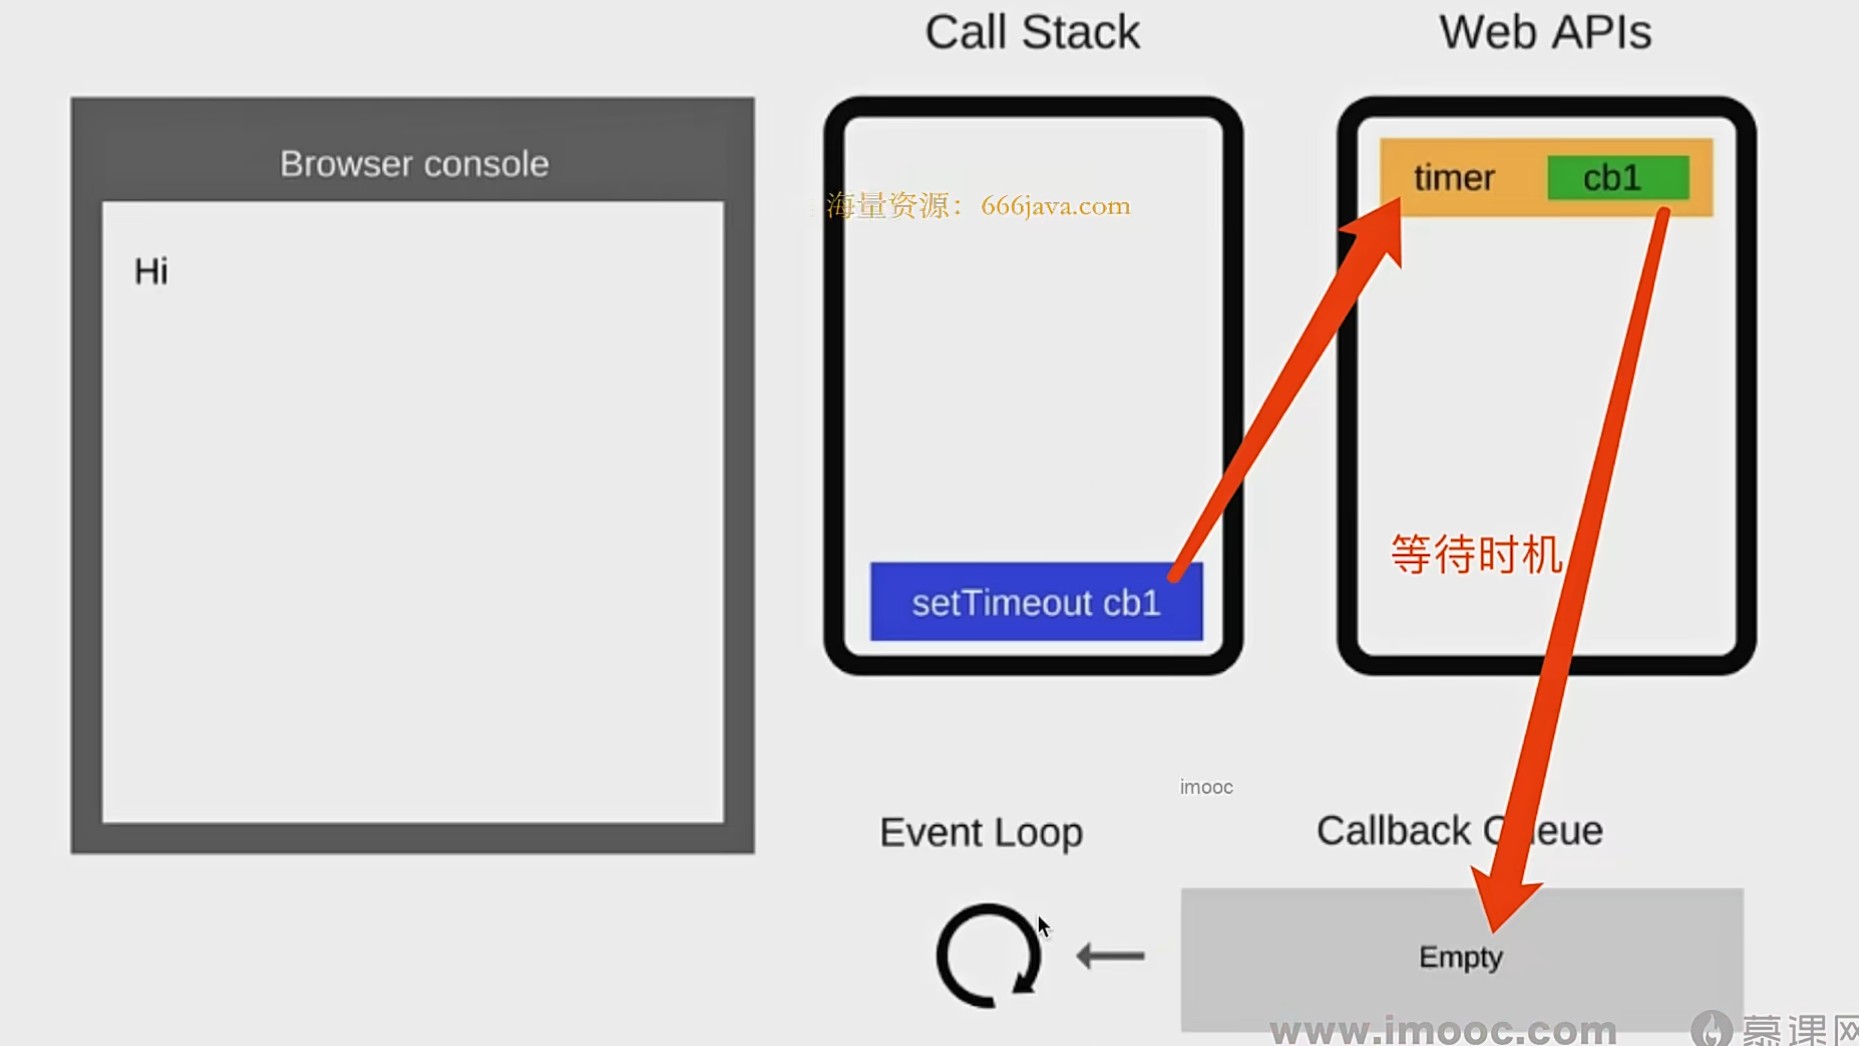 Call Stack
Web APIs
Browser console
timer
cb1
海量资源：666java.com
Hi
等待时机
setTimeout cb1
imooc
Event Loop
Callback Queue
Empty
www.imooc.com
慕课网